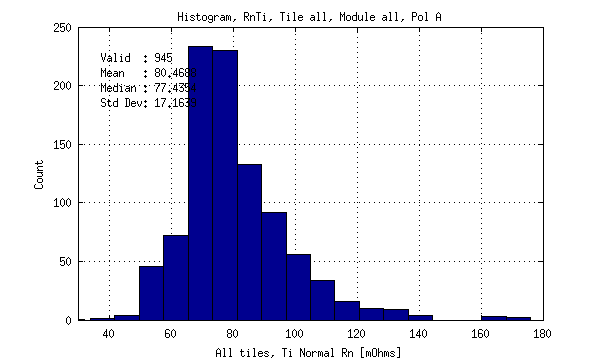 Histogram, RnTi, Tile all, Module all, Pol A
250
200
150
100
50
0
Count
Valid : 945
Mean : 80.468
Median : 77.435
Std Dev: 17.163
40 60 80 100 120 140 160 180
All tiles, Ti Normal Rn [mOhms]